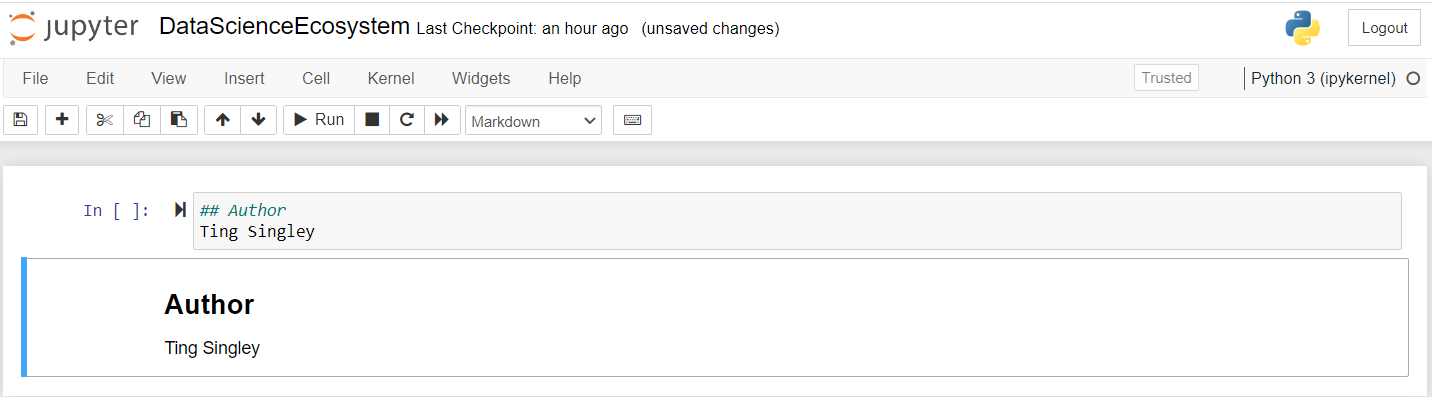 jupyter DataScienceEcosystem Last Checkpoint: an hour ago (unsaved changes) Logout
File Edit View Insert Cell Kernel Widgets Help Trusted Python 3 (ipykernel)
Run Markdown
In [ ]: ## Author
Ting Singley
Author
Ting Singley